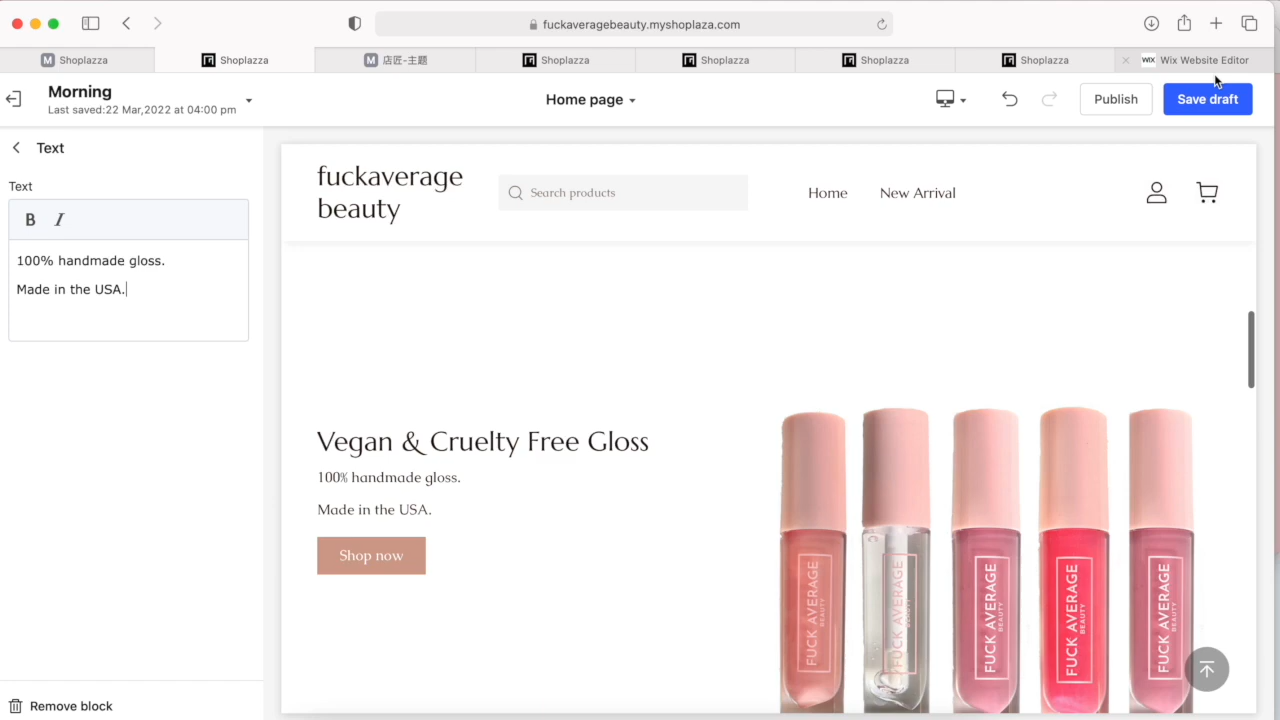 fuckaveragebeauty.myshoplaza.com
Shoplazza
Shoplazza
店匠-主题
Shoplazza
Shoplazza
Shoplazza
Shoplazza
WIX Wix Website Editor
Morning
Last saved:22 Mar,2022 at 04:00 pm
Home page
Publish
Save draft
Text
Text
B I
100% handmade gloss.
Made in the USA.
Remove block
fuckaverage
beauty
Search products
Home
New Arrival
Vegan & Cruelty Free Gloss
100% handmade gloss.
Made in the USA.
Shop now
FUCK AVERAGE
BEAUTY
FUCK AVERAGE
BEAUTY
FUCK AVERAGE
BEAUTY
FUCK AVERAGE
BEAUTY
FUCK AVERAGE
BEAUTY